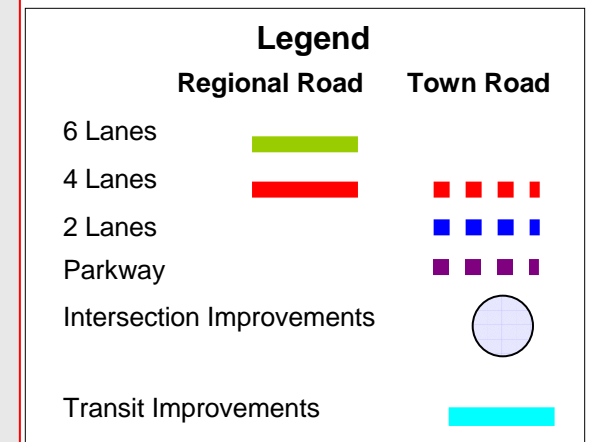 Legend
Regional Road Town Road
6 Lanes
4 Lanes
2 Lanes
Parkway
Intersection Improvements
Transit Improvements